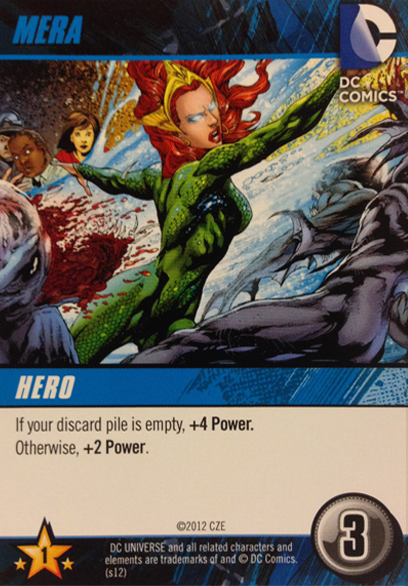 MERA
DC
COMICS™
HERO
If your discard pile is empty, +4 Power.
Otherwise, +2 Power.
©2012 CZE
1
DC UNIVERSE and all related characters and
elements are trademarks of and © DC Comics.
(s12)
3